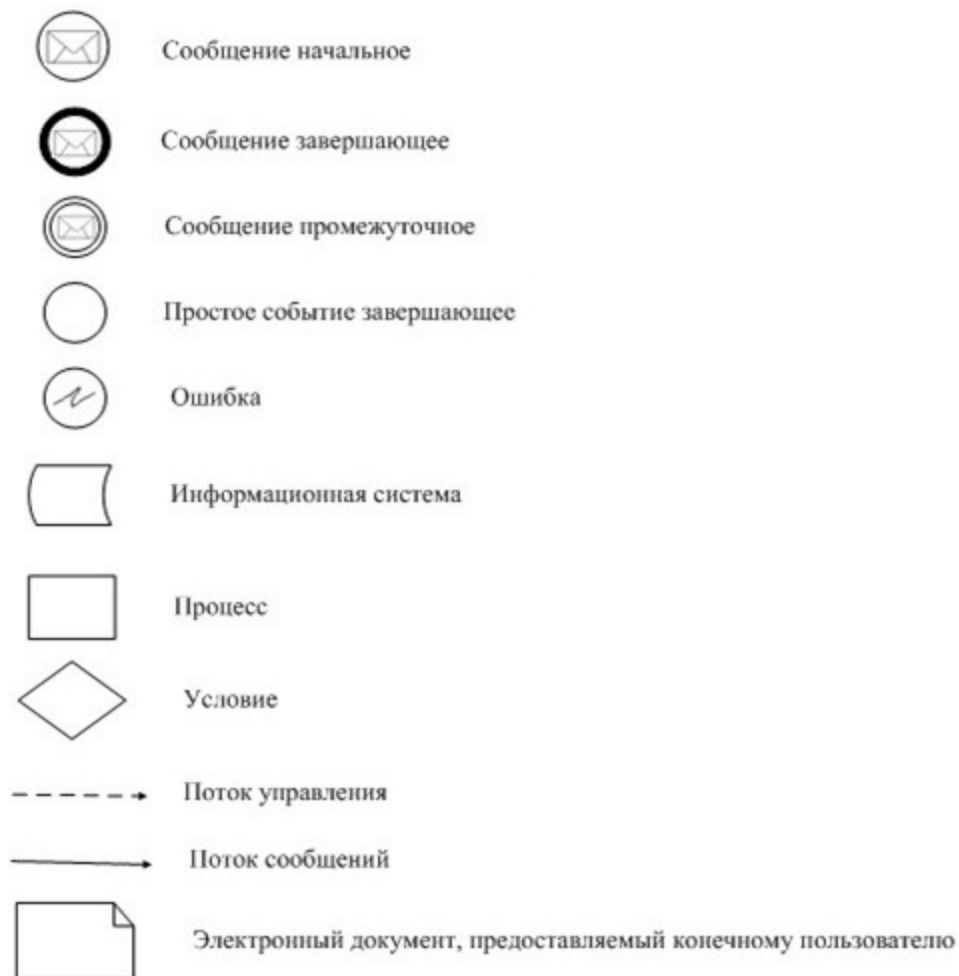 Сообщение начальное
Сообщение завершающее
Сообщение промежуточное
Простое событие завершающее
Ошибка
Информационная система
Процесс
Условие
Поток управления
Поток сообщений
Электронный документ, предоставляемый конечному пользователю